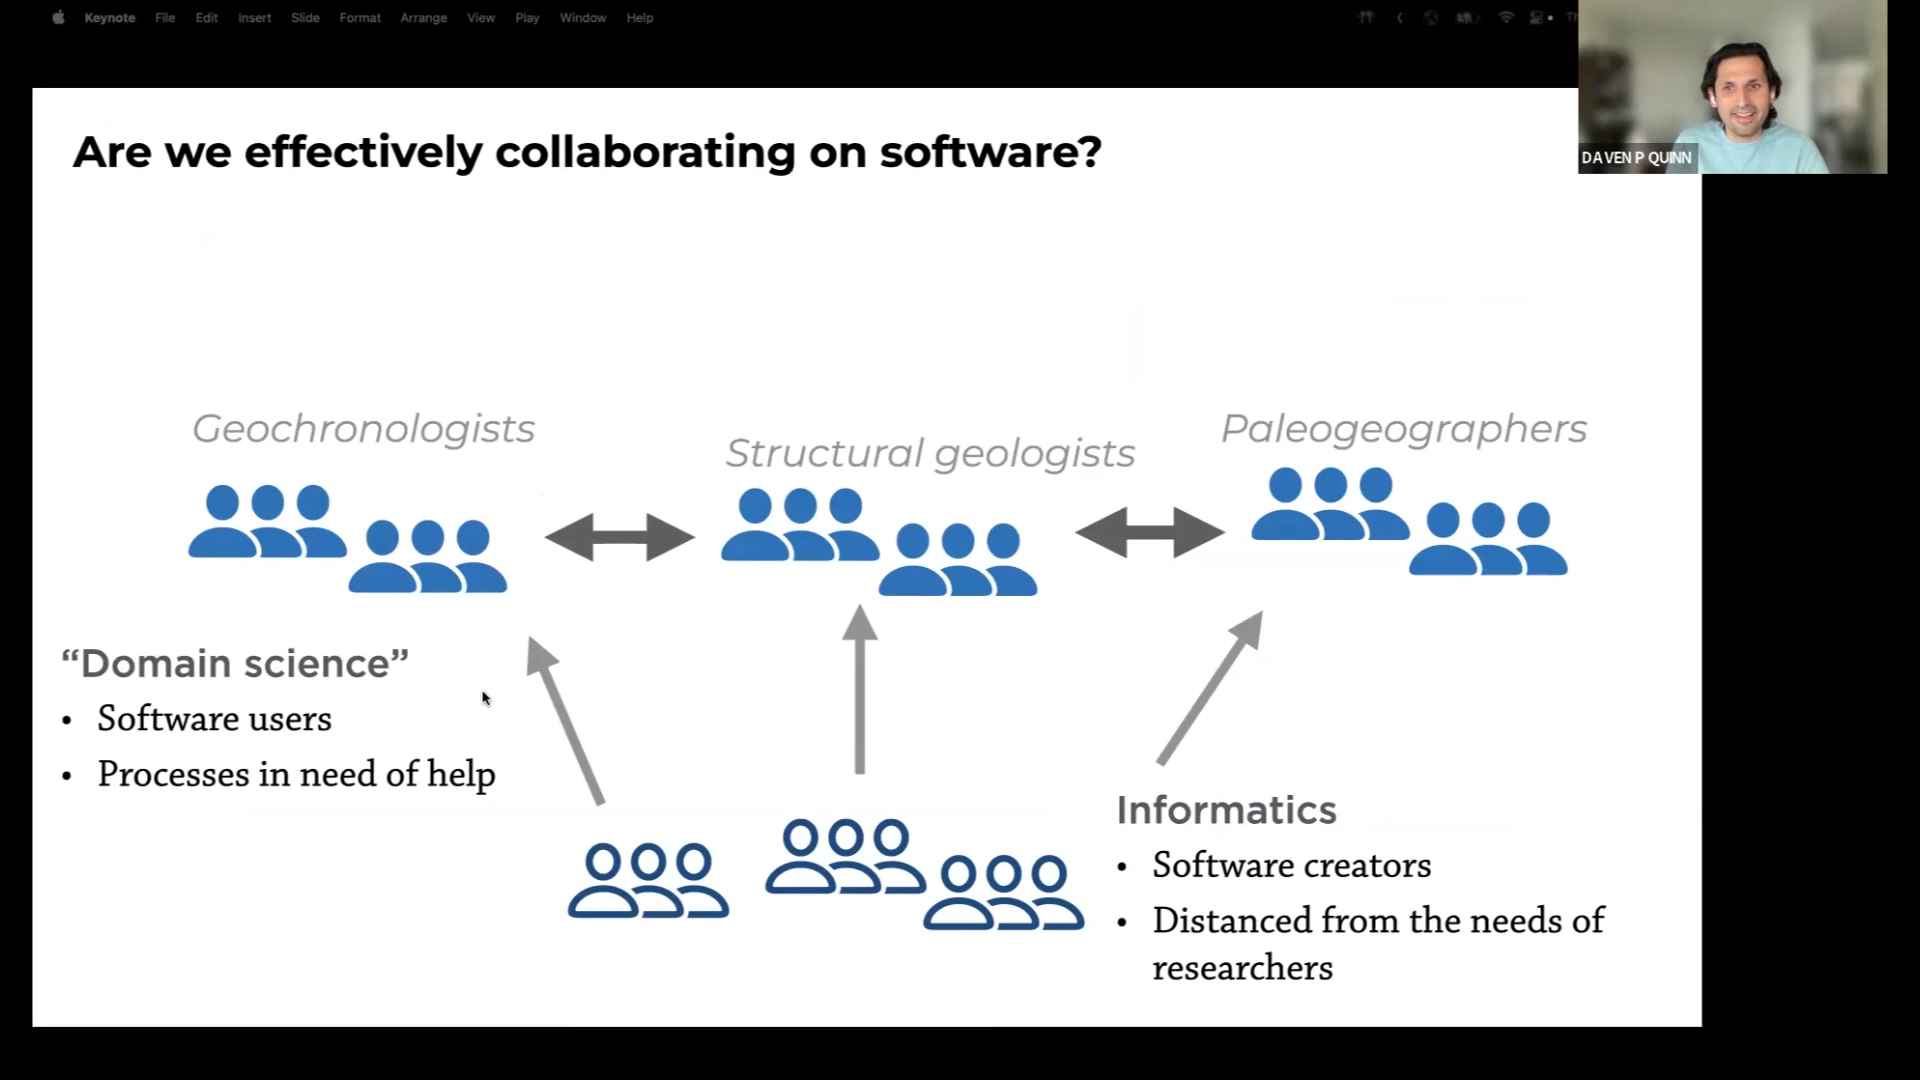 Keynote File Edit Insert Slide Format Arrange View Play Window Help
DAVEN P QUINN
Are we effectively collaborating on software?
Geochronologists
Structural geologists
Paleogeographers
“Domain science”
• Software users
• Processes in need of help
Informatics
• Software creators
• Distanced from the needs of
researchers